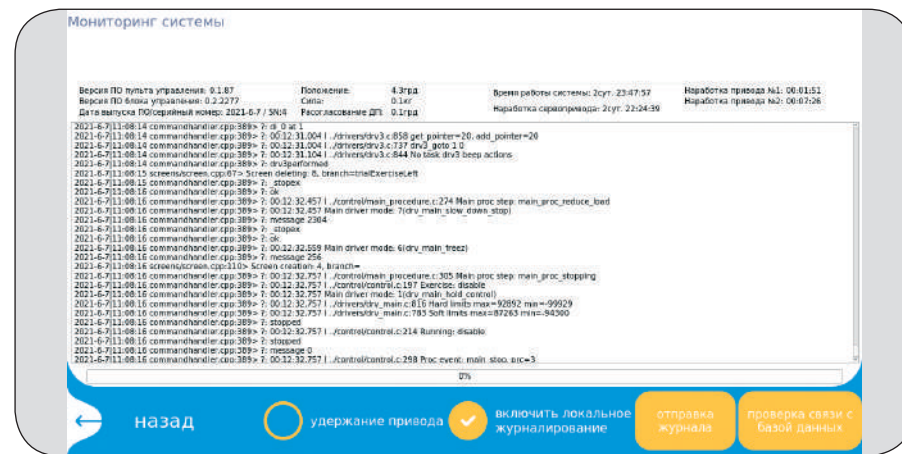 Мониторинг системы
Версия ПО пульта управления: 0.1.87
Версия ПО блока управления: 0.2.2277
Дата выпуска ПО/серийный номер: 2021-6-7 / SN:4
Положение: 4.3грд
Сила: 0.1кг
Рассогласование ДП: 0.1грд
Время работы системы: 2сут. 23:47:57
Наработка сервопривода: 2сут. 22:24:39
Наработка привода №1: 00:01:51
Наработка привода №2: 00:07:26
2021-6-7|11:08:14 commandhandler.cpp:389> ?: di_0 at 1
2021-6-7|11:08:14 commandhandler.cpp:389> ?: 00:12:31.004 I ../drivers/drv3.c:858 get_pointer=20, add_pointer=20
2021-6-7|11:08:14 commandhandler.cpp:389> ?: 00:12:31.004 I ../drivers/drv3.c:737 drv3_goto 1 0
2021-6-7|11:08:14 commandhandler.cpp:389> ?: 00:12:31.104 I ../drivers/drv3.c:844 No task drv3 beep actions
2021-6-7|11:08:14 commandhandler.cpp:389> ?: drv3performed
2021-6-7|11:08:15 screens/screen.cpp:67> Screen deleting: 8, branch=trialExerciseLeft
2021-6-7|11:08:16 commandhandler.cpp:389> ?: _stopex
2021-6-7|11:08:16 commandhandler.cpp:389> ?: ok
2021-6-7|11:08:16 commandhandler.cpp:389> ?: 00:12:32.457 I ../control/main_procedure.c:274 Main proc step: main_proc_reduce_load
2021-6-7|11:08:16 commandhandler.cpp:389> ?: 00:12:32.457 Main driver mode: 7(drv_main_slow_down_stop)
2021-6-7|11:08:16 commandhandler.cpp:389> ?: message 2304
2021-6-7|11:08:16 commandhandler.cpp:389> ?: _stopex
2021-6-7|11:08:16 commandhandler.cpp:389> ?: ok
2021-6-7|11:08:16 commandhandler.cpp:389> ?: 00:12:32.559 Main driver mode: 6(drv_main_freez)
2021-6-7|11:08:16 commandhandler.cpp:389> ?: message 256
2021-6-7|11:08:16 screens/screen.cpp:110> Screen creation: 4, branch=
2021-6-7|11:08:16 commandhandler.cpp:389> ?: 00:12:32.757 I ../control/main_procedure.c:305 Main proc step: main_proc_stopping
2021-6-7|11:08:16 commandhandler.cpp:389> ?: 00:12:32.757 I ../control/control.c:197 Exercise: disable
2021-6-7|11:08:16 commandhandler.cpp:389> ?: 00:12:32.757 Main driver mode: 1(drv_main_hold_control)
2021-6-7|11:08:16 commandhandler.cpp:389> ?: 00:12:32.757 I ../drivers/drv_main.c:816 Hard limits max=92892 min=-99929
2021-6-7|11:08:16 commandhandler.cpp:389> ?: 00:12:32.757 I ../drivers/drv_main.c:783 Soft limits max=87263 min=-94300
2021-6-7|11:08:16 commandhandler.cpp:389> ?: stopped
2021-6-7|11:08:16 commandhandler.cpp:389> ?: 00:12:32.757 I ../control/control.c:214 Running: disable
2021-6-7|11:08:16 commandhandler.cpp:389> ?: stopped
2021-6-7|11:08:16 commandhandler.cpp:389> ?: message 0
2021-6-7|11:08:16 commandhandler.cpp:389> ?: 00:12:32.757 I ../control/control.c:298 Proc event: main_stop, prc=3
0%
назад
удержание привода
включить локальное
журналирование
отправка
журнала
проверка связи с
базой данных